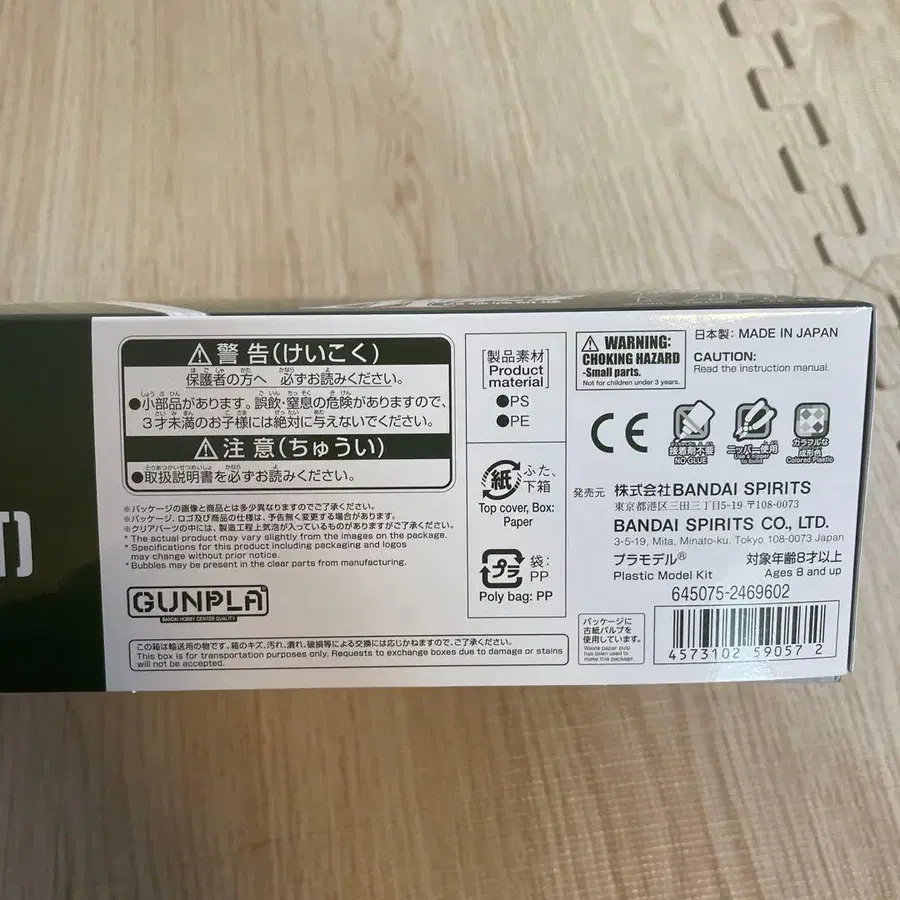 T]
⚠警告(けいこく)
保護者の方へ 必ずお読みください。
●小部品があります。誤飲・窒息の危険がありますので、
3才未満のお子様には絶対に与えないでください。
⚠注意(ちゅうい)
●取扱説明書を必ずお読みください。
※パッケージの画像と商品とは多少異なりますのでご了承ください。
※パッケージ、ロゴ及び商品の仕様は、予告無く変更する場合があります。
※クリアパーツの中には、製造工程上気泡が入っているものがありますがご了承ください。
* The actual product may vary slightly from the images on the package.
* Specifications for this product including packaging and logos
may change without prior notice.
* Bubbles may be present in the clear parts from manufacturing.
GUNPLA
BANDAI HOBBY CENTER QUALITY
この箱は輸送用の物です。箱のキズ、汚れ、潰れ、破損等による交換には応じかねますので、ご了承ください。
This box is for transportation purposes only. Requests to exchange boxes due to damage or stains
will not be accepted.
[製品素材]
Product
material
●PS
●PE
紙
ふた、
下箱
Top cover, Box:
Paper
プラ
袋:
PP
Poly bag: PP
⚠WARNING:
CHOKING HAZARD
-Small parts.
Not for children under 3 years.
日本製: MADE IN JAPAN
CAUTION:
Read the instruction manual.
CE
接着剤不要
NO GLUE
ニッパー使用
Use a nipper
to build
カラフルな
成形色
Colored Plastic
発売元 株式会社BANDAI SPIRITS
東京都港区三田三丁目5-19 〒108-0073
BANDAI SPIRITS CO., LTD.
3-5-19, Mita, Minato-ku, Tokyo 108-0073 Japan
プラモデル® 対象年齢8才以上
Plastic Model Kit Ages 8 and up
645075-2469602
パッケージに
古紙パルプを
使用しています。
Waste paper pulp
has been used to
make this package.
4573102 59057 2